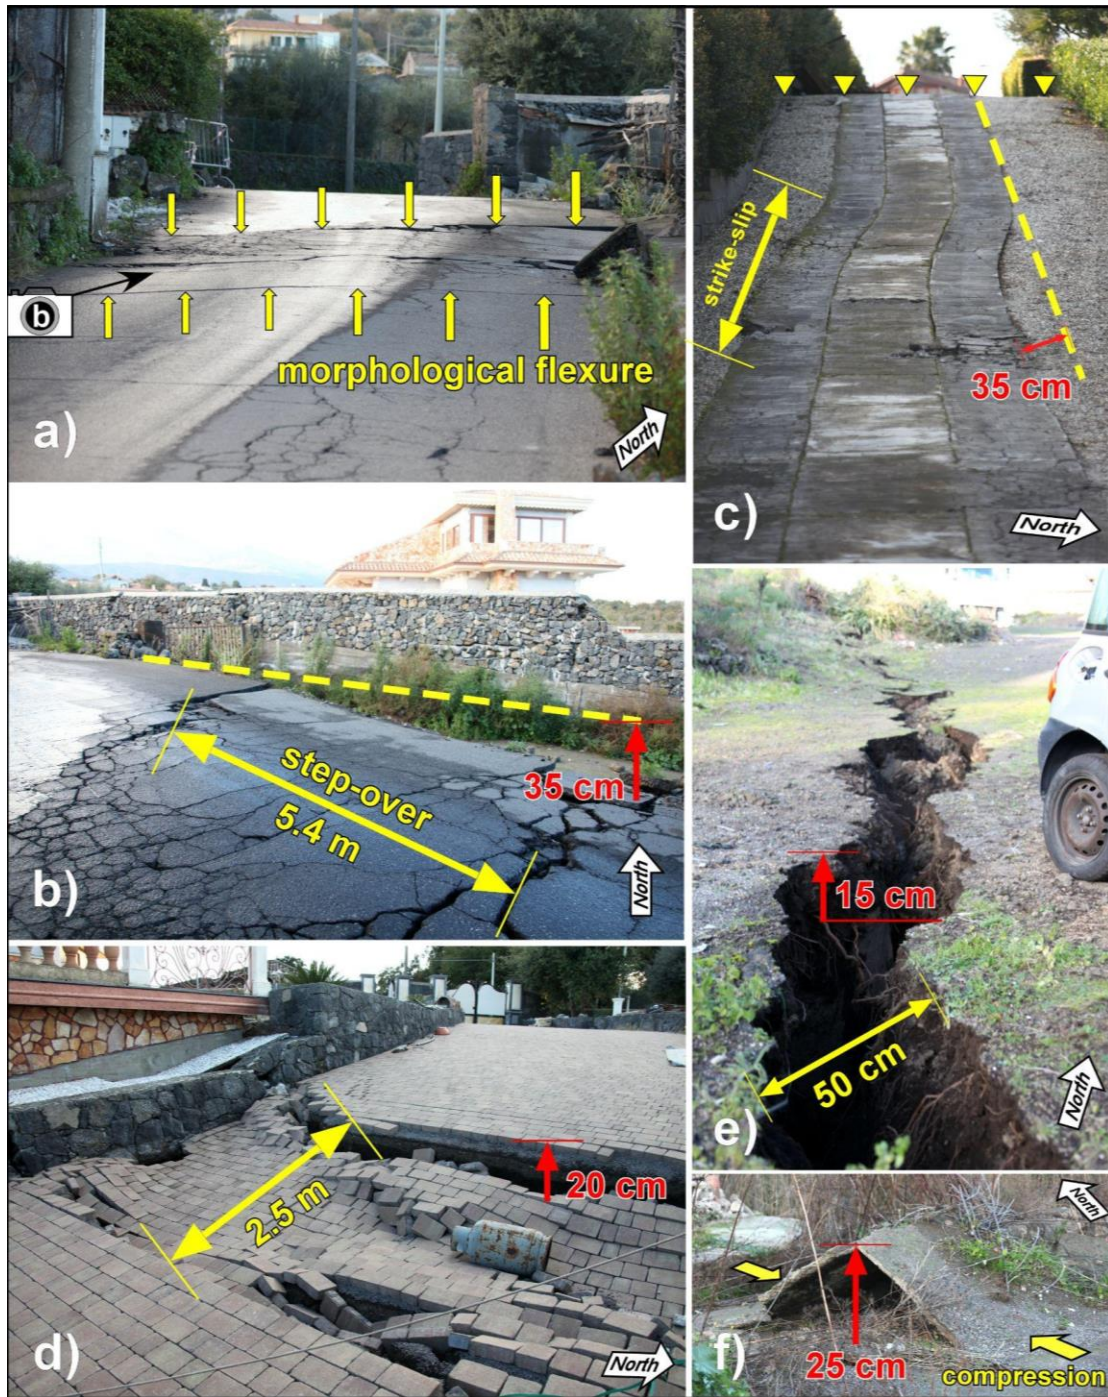 b
morphological flexure
North
a)
strike-slip
35 cm
North
c)
step-over
5.4 m
35 cm
North
b)
15 cm
50 cm
North
e)
2.5 m
20 cm
North
d)
North
25 cm
compression
f)